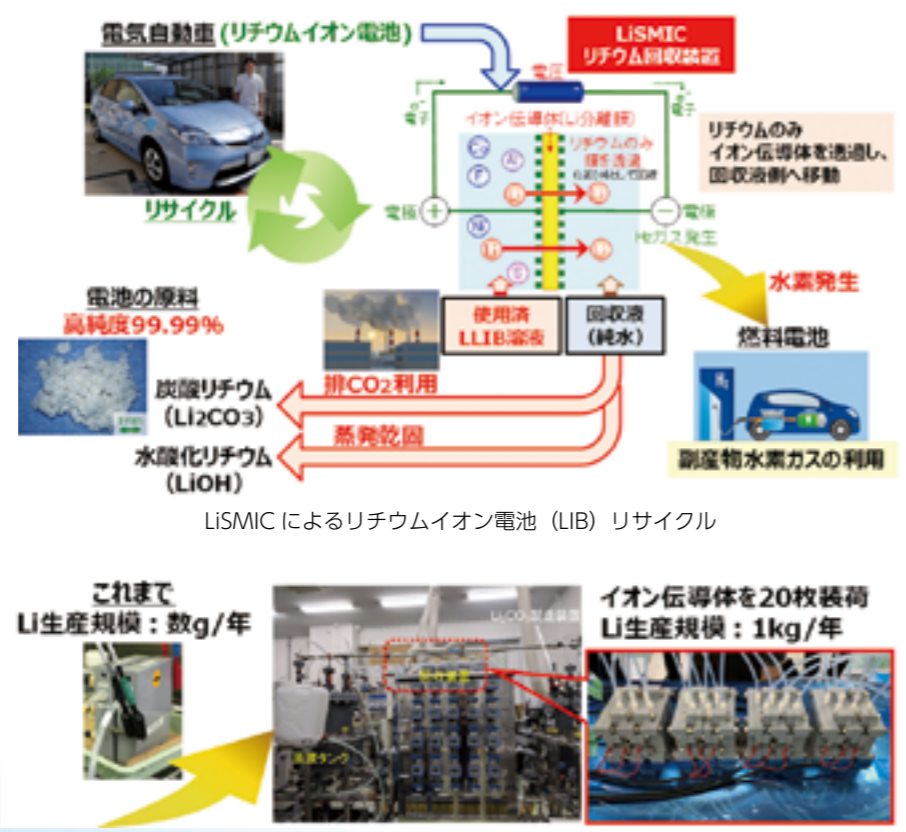 電気自動車 (リチウムイオン電池)
LiSMIC
リチウム回収装置
電圧
電子
電子
イオン伝導体(Li分離膜)
リチウムのみ
膜を透過
リチウムのみ
イオン伝導体を透過し、
回収液側へ移動
Co
Al
F
Li
Li
電極
+
−
電極
H₂ガス発生
Ni
Li
Li
リサイクル
水素発生
電池の原料
高純度99.99%
使用済
LLIB溶液
回収液
(純水)
燃料電池
排CO₂利用
炭酸リチウム
(Li₂CO₃)
蒸発乾固
水酸化リチウム
(LiOH)
副産物水素ガスの利用
LiSMIC によるリチウムイオン電池(LIB)リサイクル
これまで
Li生産規模:数g/年
イオン伝導体を20枚装荷
Li生産規模:1kg/年